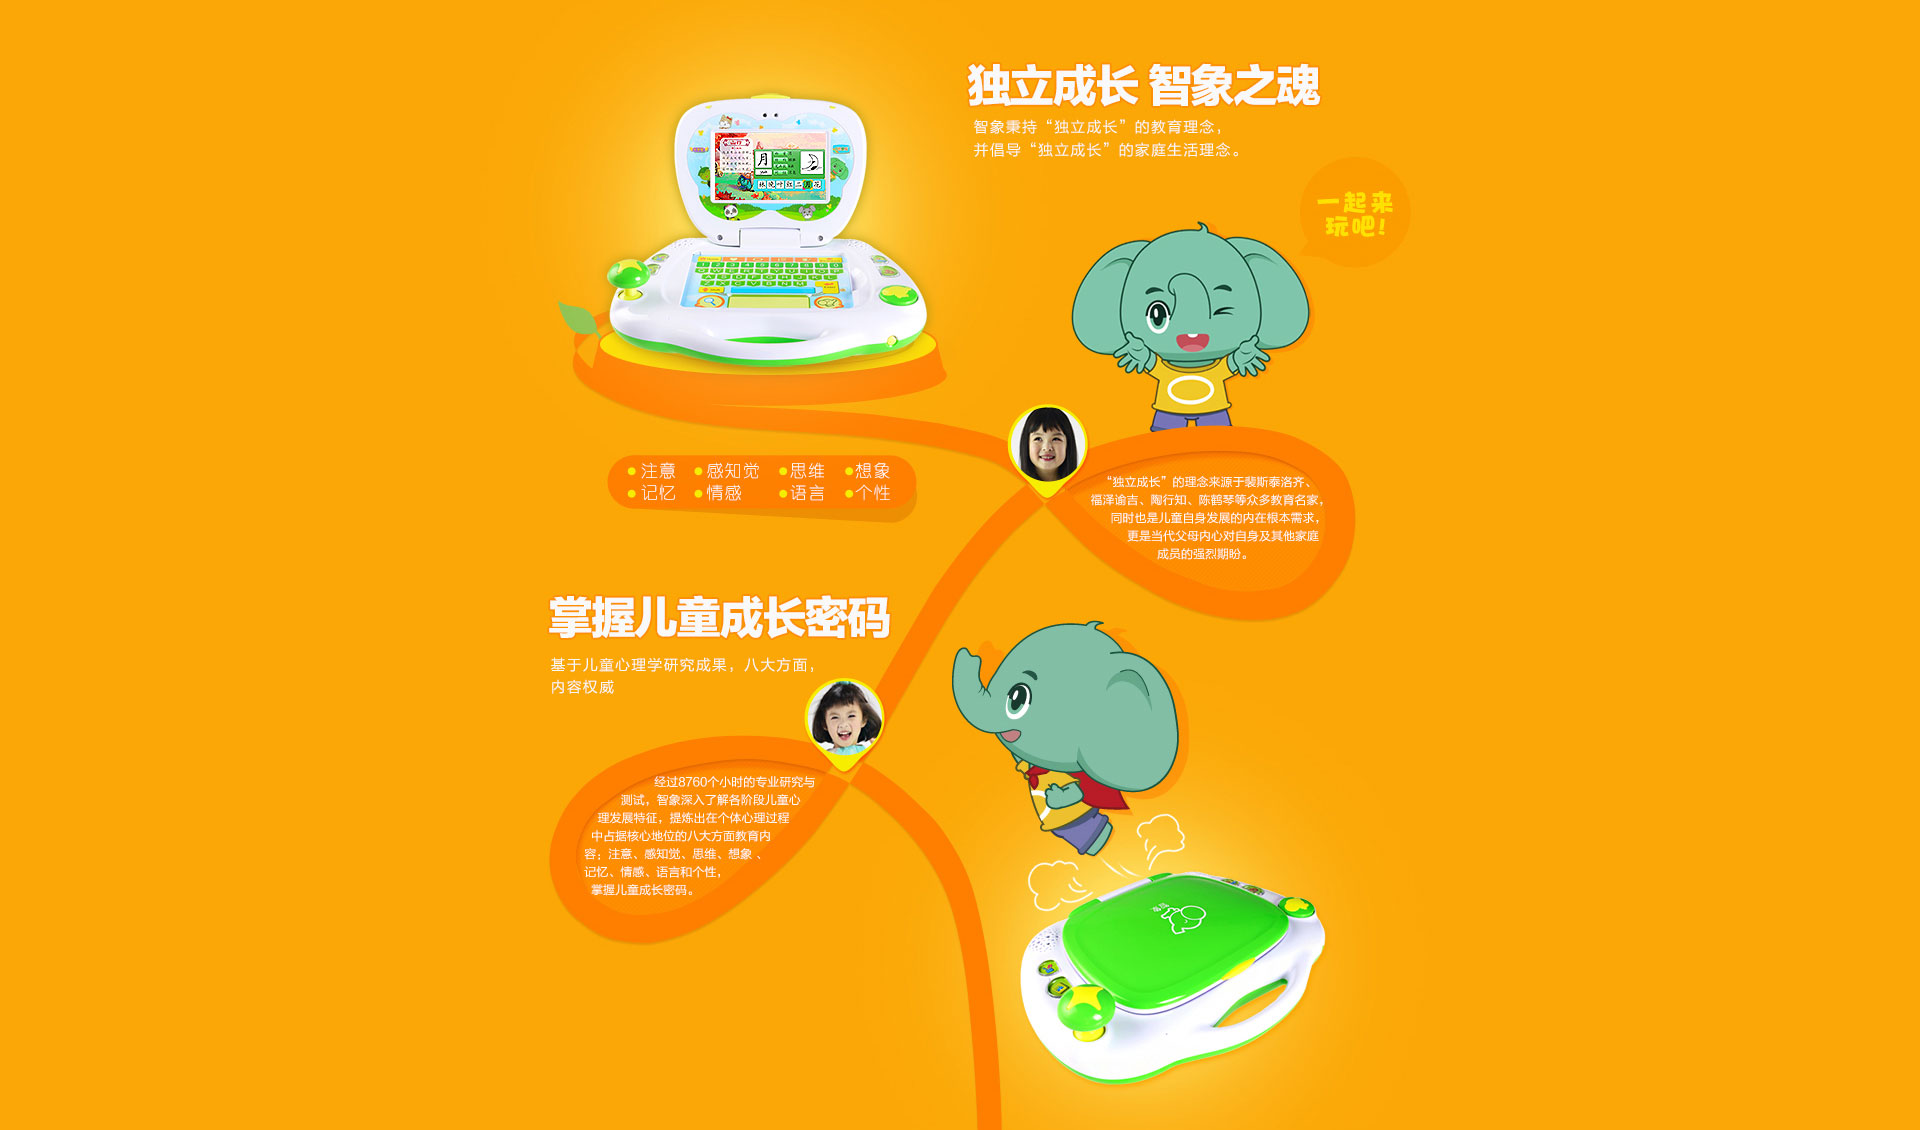 独立成长 智象之魂
智象秉持“独立成长”的教育理念，
并倡导“独立成长”的家庭生活理念。
一起来
玩吧!
月
林 晚 叶 红 二 月 花
注意 感知觉 思维 想象
记忆 情感 语言 个性
“独立成长”的理念来源于裴斯泰洛齐、
福泽谕吉、陶行知、陈鹤琴等众多教育名家，
同时也是儿童自身发展的内在根本需求，
更是当代父母内心对自身及其他家庭
成员的强烈期盼。
掌握儿童成长密码
基于儿童心理学研究成果，八大方面，
内容权威
经过8760个小时的专业研究与
测试，智象深入了解各阶段儿童心
理发展特征，提炼出在个体心理过程
中占据核心地位的八大方面教育内
容：注意、感知觉、思维、想象 、
记忆、情感、语言和个性，
掌握儿童成长密码。